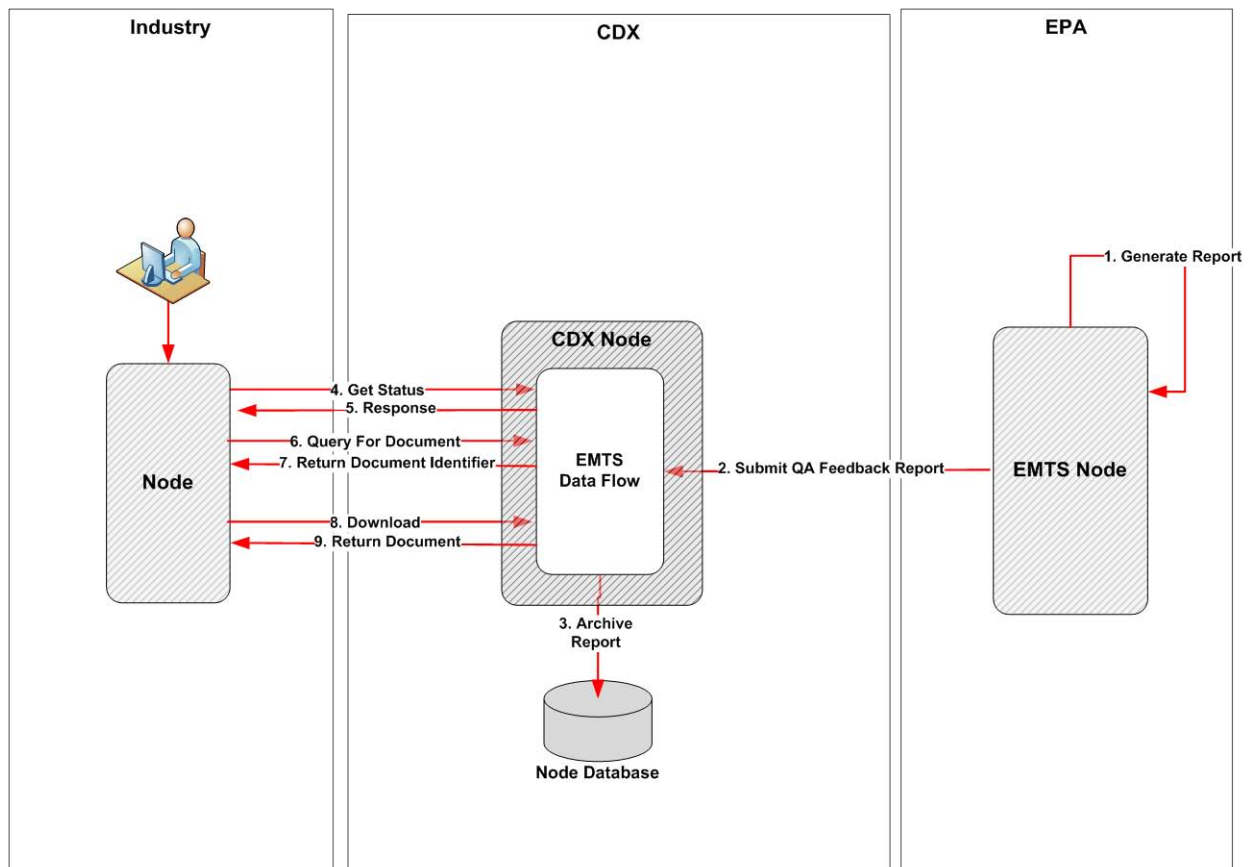 Industry
CDX
EPA
1. Generate Report
CDX Node
4. Get Status
5. Response
6. Query For Document
7. Return Document Identifier
Node
EMTS
Data Flow
2. Submit QA Feedback Report
EMTS Node
8. Download
9. Return Document
3. Archive
Report
Node Database